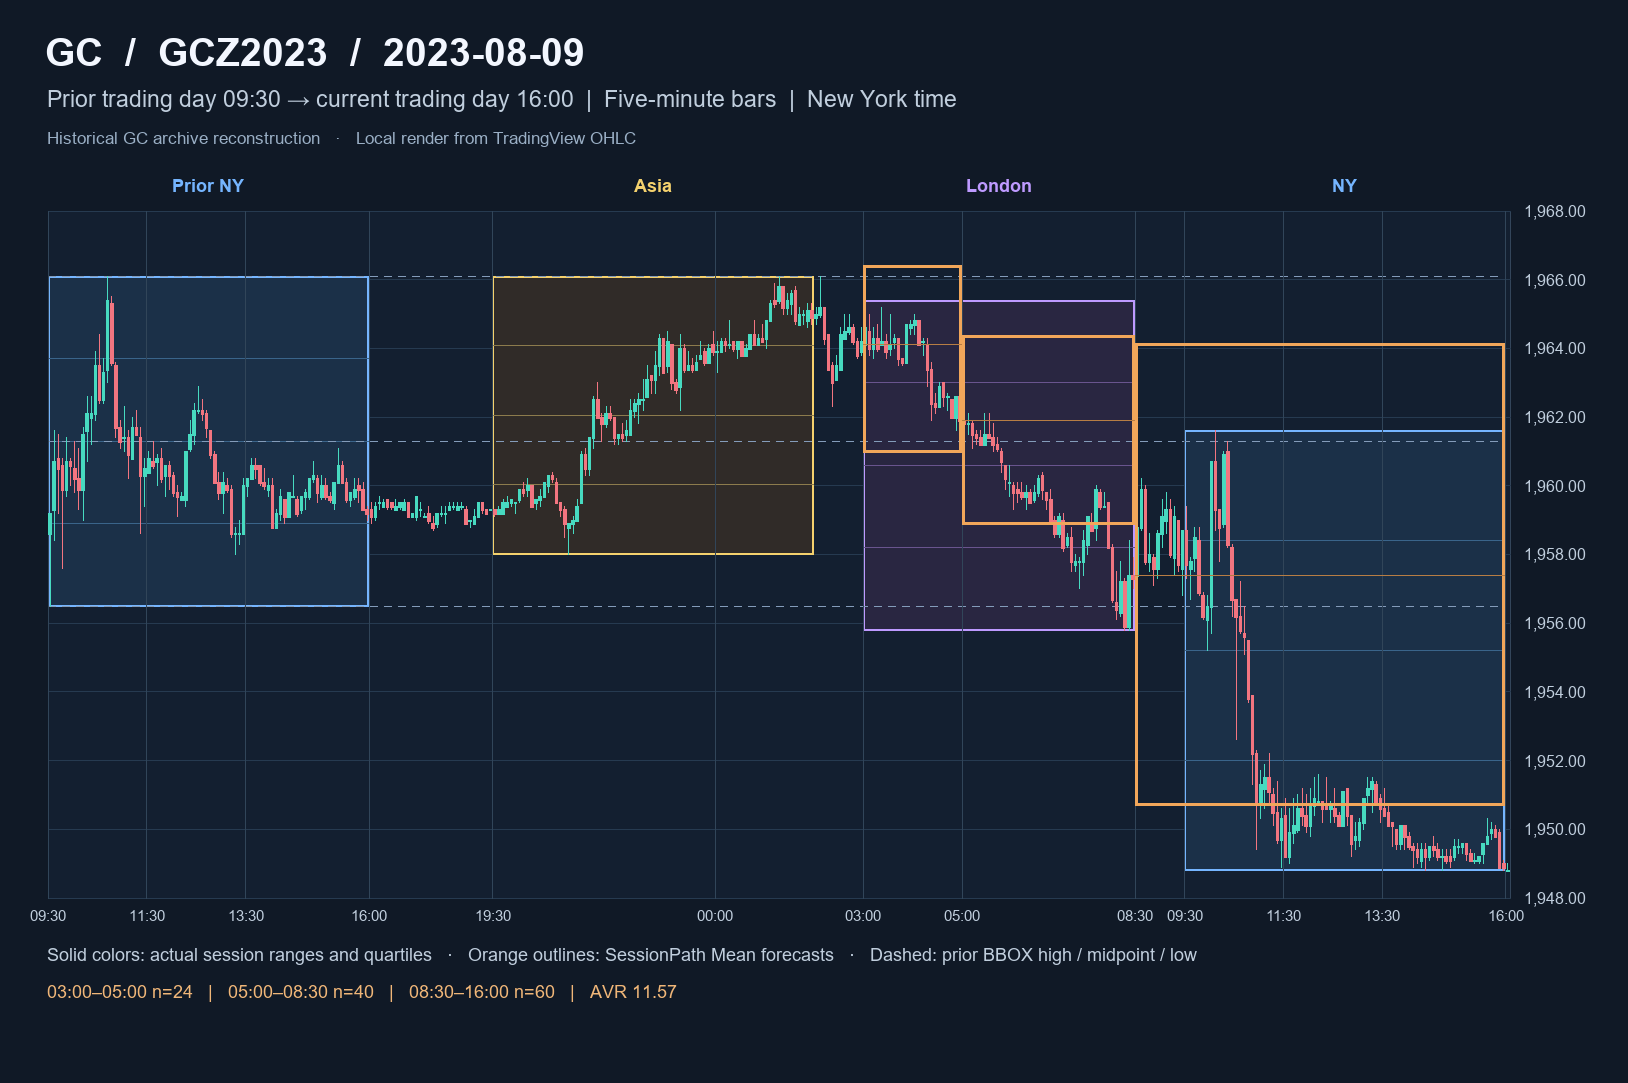 GC / GCZ2023 / 2023-08-09
Prior trading day 09:30 → current trading day 16:00 | Five-minute bars | New York time
Historical GC archive reconstruction · Local render from TradingView OHLC
Prior NY Asia London NY
1,968.00
1,966.00
1,964.00
1,962.00
1,960.00
1,958.00
1,956.00
1,954.00
1,952.00
1,950.00
1,948.00
09:30 11:30 13:30 16:00 19:30 00:00 03:00 05:00 08:30 09:30 11:30 13:30 16:00
Solid colors: actual session ranges and quartiles · Orange outlines: SessionPath Mean forecasts · Dashed: prior BBOX high / midpoint / low
03:00–05:00 n=24 | 05:00–08:30 n=40 | 08:30–16:00 n=60 | AVR 11.57